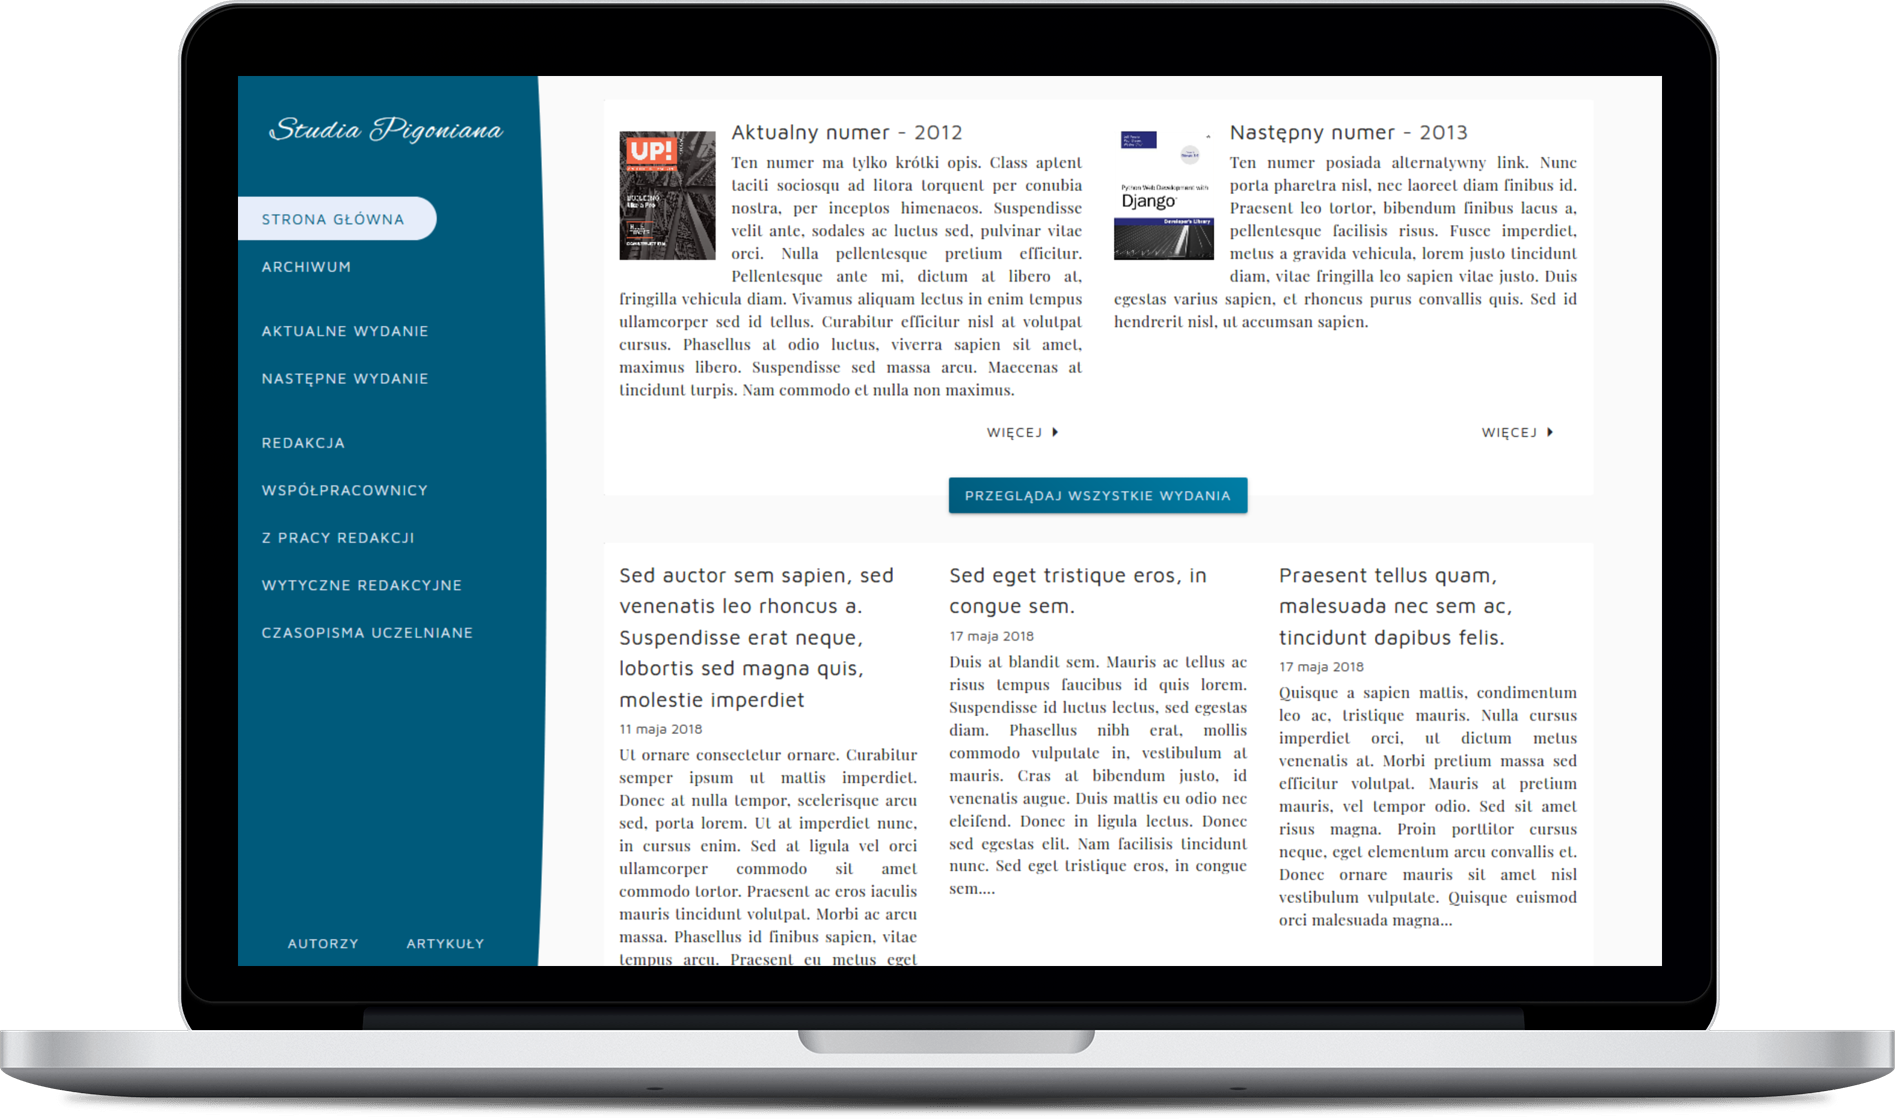 Studia Pigoniana
STRONA GŁÓWNA
ARCHIWUM
AKTUALNE WYDANIE
NASTĘPNE WYDANIE
REDAKCJA
WSPÓŁPRACOWNICY
Z PRACY REDAKCJI
WYTYCZNE REDAKCYJNE
CZASOPISMA UCZELNIANE
AUTORZY
ARTYKUŁY
UP!
Aktualny numer - 2012
Ten numer ma tylko krótki opis. Class aptent
taciti sociosqu ad litora torquent per conubia
nostra, per inceptos himenaeos. Suspendisse
velit ante, sodales ac luctus sed, pulvinar vitae
orci. Nulla pellentesque pretium efficitur.
Pellentesque ante mi, dictum at libero at,
fringilla vehicula diam. Vivamus aliquam lectus in enim tempus
ullamcorper sed id tellus. Curabitur efficitur nisl at volutpat
cursus. Phasellus at odio luctus, viverra sapien sit amet,
maximus libero. Suspendisse sed massa arcu. Maecenas at
tincidunt turpis. Nam commodo et nulla non maximus.
WIĘCEJ
Python Web Development with
Django
Developer's Library
Następny numer - 2013
Ten numer posiada alternatywny link. Nunc
porta pharetra nisl, nec laoreet diam finibus id.
Praesent leo tortor, bibendum finibus lacus a,
pellentesque facilisis risus. Fusce imperdiet,
metus a gravida vehicula, lorem justo tincidunt
diam, vitae fringilla leo sapien vitae justo. Duis
egestas varius sapien, et rhoncus purus convallis quis. Sed id
hendrerit nisl, ut accumsan sapien.
WIĘCEJ
PRZEGLĄDAJ WSZYSTKIE WYDANIA
Sed auctor sem sapien, sed
venenatis leo rhoncus a.
Suspendisse erat neque,
lobortis sed magna quis,
molestie imperdiet
11 maja 2018
Ut ornare consectetur ornare. Curabitur
semper ipsum ut mattis imperdiet.
Donec at nulla tempor, scelerisque arcu
sed, porta lorem. Ut at imperdiet nunc,
in cursus enim. Sed at ligula vel orci
ullamcorper commodo sit amet
commodo tortor. Praesent ac eros iaculis
mauris tincidunt volutpat. Morbi ac arcu
massa. Phasellus id finibus sapien, vitae
tempus arcu. Praesent eu metus eget
Sed eget tristique eros, in
congue sem.
17 maja 2018
Duis at blandit sem. Mauris ac tellus ac
risus tempus faucibus id quis lorem.
Suspendisse id luctus lectus, sed egestas
diam. Phasellus nibh erat, mollis
commodo vulputate in, vestibulum at
mauris. Cras at bibendum justo, id
venenatis augue. Duis mattis eu odio nec
eleifend. Donec in ligula lectus. Donec
sed egestas elit. Nam facilisis tincidunt
nunc. Sed eget tristique eros, in congue
sem....
Praesent tellus quam,
malesuada nec sem ac,
tincidunt dapibus felis.
17 maja 2018
Quisque a sapien mattis, condimentum
leo ac, tristique mauris. Nulla cursus
imperdiet orci, ut dictum metus
venenatis at. Morbi pretium massa sed
efficitur volutpat. Mauris at pretium
mauris, vel tempor odio. Sed sit amet
risus magna. Proin porttitor cursus
neque, eget elementum arcu convallis et.
Donec ornare mauris sit amet nisl
vestibulum vulputate. Quisque euismod
orci malesuada magna...